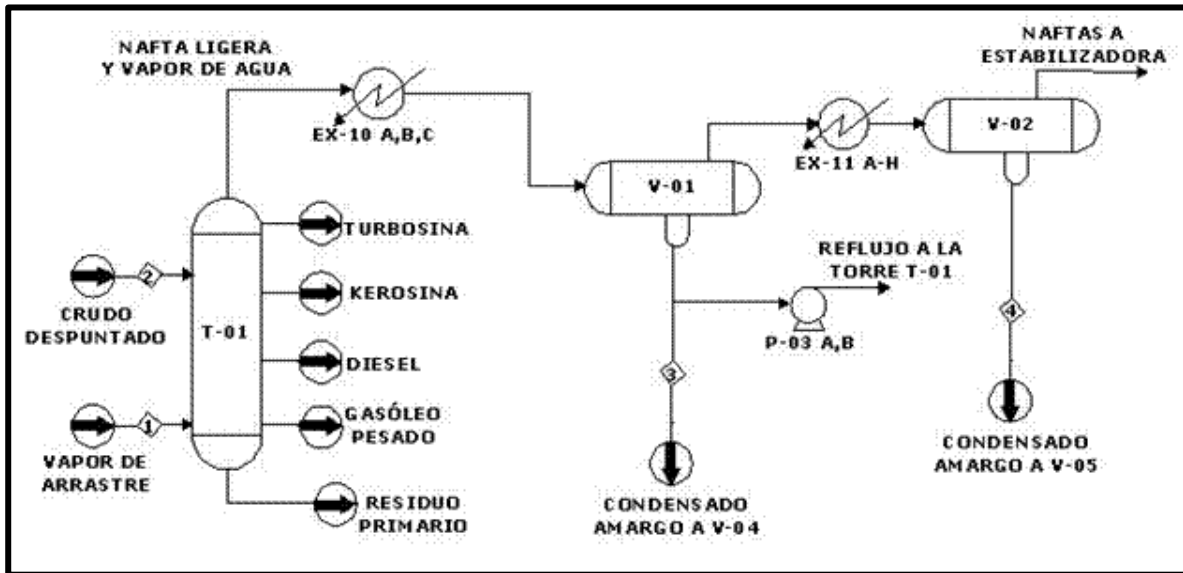 NAFTA LIGERA
Y VAPOR DE AGUA
EX-10 A,B,C
NAFTAS A
ESTABILIZADORA
V-02
EX-11 A-H
V-01
TURBOSINA
2
CRUDO
DESPUNTADO
KEROSINA
T-01
REFLUJO A LA
TORRE T-01
P-03 A,B
4
DIESEL
3
1
VAPOR DE
ARRASTRE
GASÓLEO
PESADO
RESIDUO
PRIMARIO
CONDENSADO
AMARGO A V-04
CONDENSADO
AMARGO A V-05